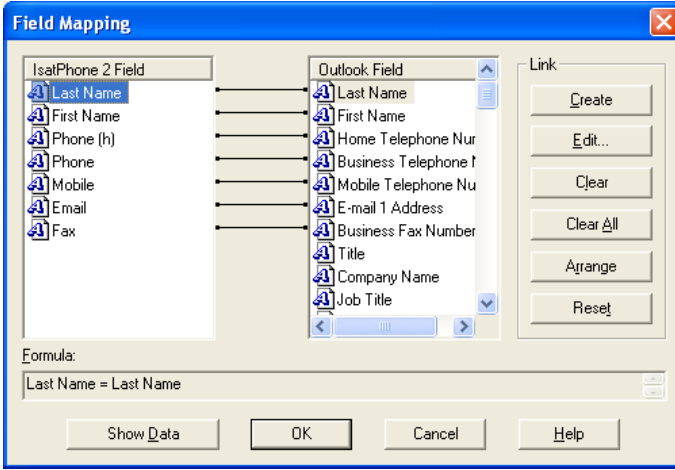 Field Mapping
IsatPhone 2 Field
Last Name
First Name
Phone (h)
Phone
Mobile
Email
Fax
Outlook Field
Last Name
First Name
Home Telephone Nur
Business Telephone
Mobile Telephone Nu
E-mail 1 Address
Business Fax Number
Title
Company Name
Job Title
Link
Create
Edit...
Clear
Clear All
Arrange
Reset
Formula:
Last Name = Last Name
Show Data
OK
Cancel
Help